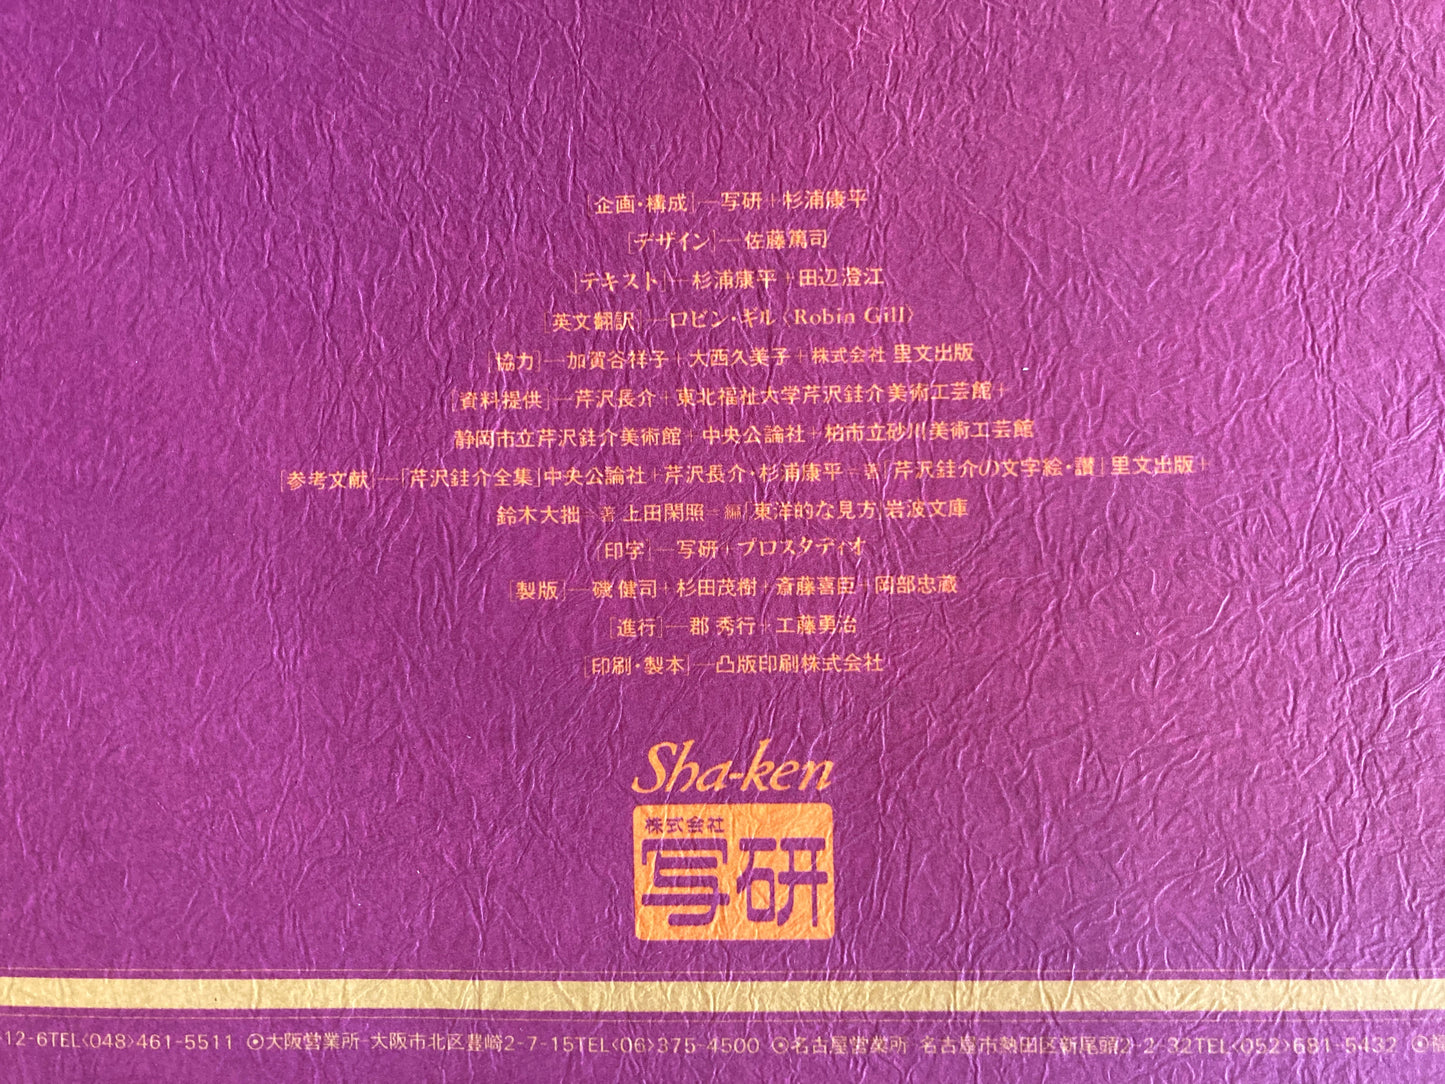 [企画・構成]—写研+杉浦康平
[デザイン]—佐藤篤司
[テキスト]—杉浦康平+田辺澄江
[英文翻訳]—ロビン・ギル〈Robin Gill〉
[協力]—加賀谷祥子+大西久美子+株式会社 里文出版
[資料提供]—芹沢長介+東北福祉大学芹沢銈介美術工芸館+
静岡市立芹沢銈介美術館+中央公論社+柏市立砂川美術工芸館
[参考文献]—「芹沢銈介全集」中央公論社+芹沢長介・杉浦康平=著「芹沢銈介の文字絵・讃」里文出版+
鈴木大拙=著 上田閑照=編「東洋的な見方」岩波文庫
[印字]—写研+プロスタディオ
[製版]—磯 健司+杉田茂樹+斎藤喜臣+岡部忠蔵
[進行]—郡 秀行+工藤勇治
[印刷・製本]—凸版印刷株式会社
Sha-ken
株式会社
写研
-12-6TEL〈048〉461-5511 ⦿大阪営業所 大阪市北区豊崎2-7-15TEL〈06〉375-4500 ⦿名古屋営業所 名古屋市熱田区新尾頭2-2-32TEL〈052〉681-5432 ⦿福